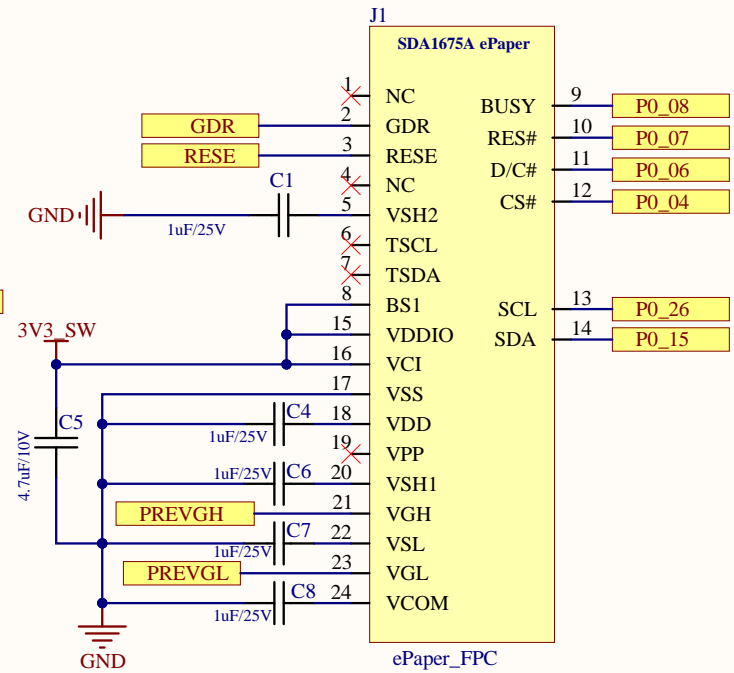 J1
SDA1675A ePaper
1 NC
2 GDR
GDR
3 RESE
RESE
4 NC
C1
GND
1uF/25V
5 VSH2
6 TSCL
7 TSDA
8 BS1
3V3_SW
15 VDDIO
16 VCI
17 VSS
C5
4.7uF/10V
C4
1uF/25V
18 VDD
19 VPP
C6
1uF/25V
20 VSH1
PREVGH
21 VGH
C7
1uF/25V
22 VSL
PREVGL
23 VGL
C8
1uF/25V
24 VCOM
GND
BUSY 9 P0_08
RES# 10 P0_07
D/C# 11 P0_06
CS# 12 P0_04
SCL 13 P0_26
SDA 14 P0_15
ePaper_FPC